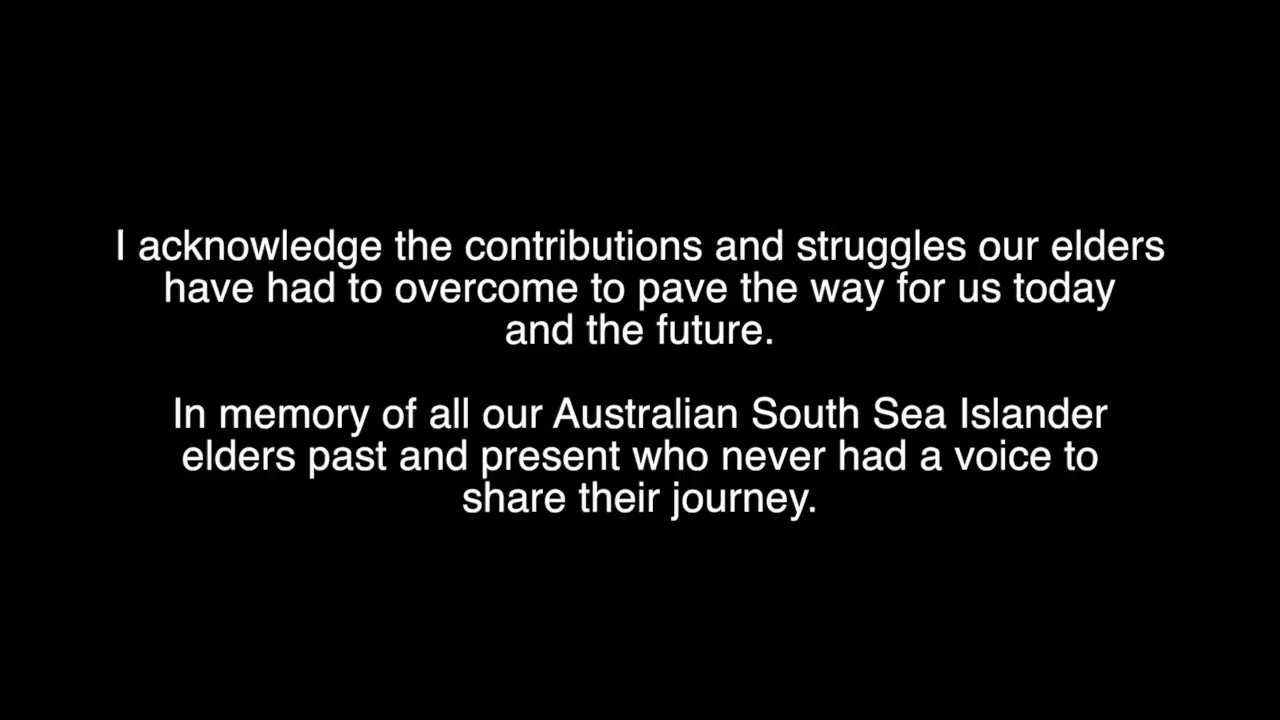 I acknowledge the contributions and struggles our elders
have had to overcome to pave the way for us today
and the future.
In memory of all our Australian South Sea Islander
elders past and present who never had a voice to
share their journey.